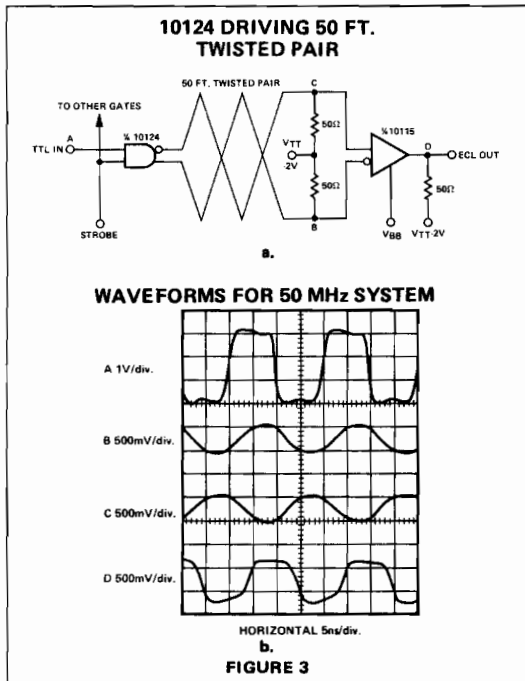 10124 DRIVING 50 FT.
TWISTED PAIR
50 FT. TWISTED PAIR
C
TO OTHER GATES
A
¼ 10124
50Ω
¼10115
TTL IN
VTT
-2V
D
ECL OUT
50Ω
50Ω
STROBE
B
VBB
VTT-2V
a.
WAVEFORMS FOR 50 MHz SYSTEM
A 1V/div.
B 500mV/div.
C 500mV/div.
D 500mV/div.
HORIZONTAL 5ns/div.
b.
FIGURE 3